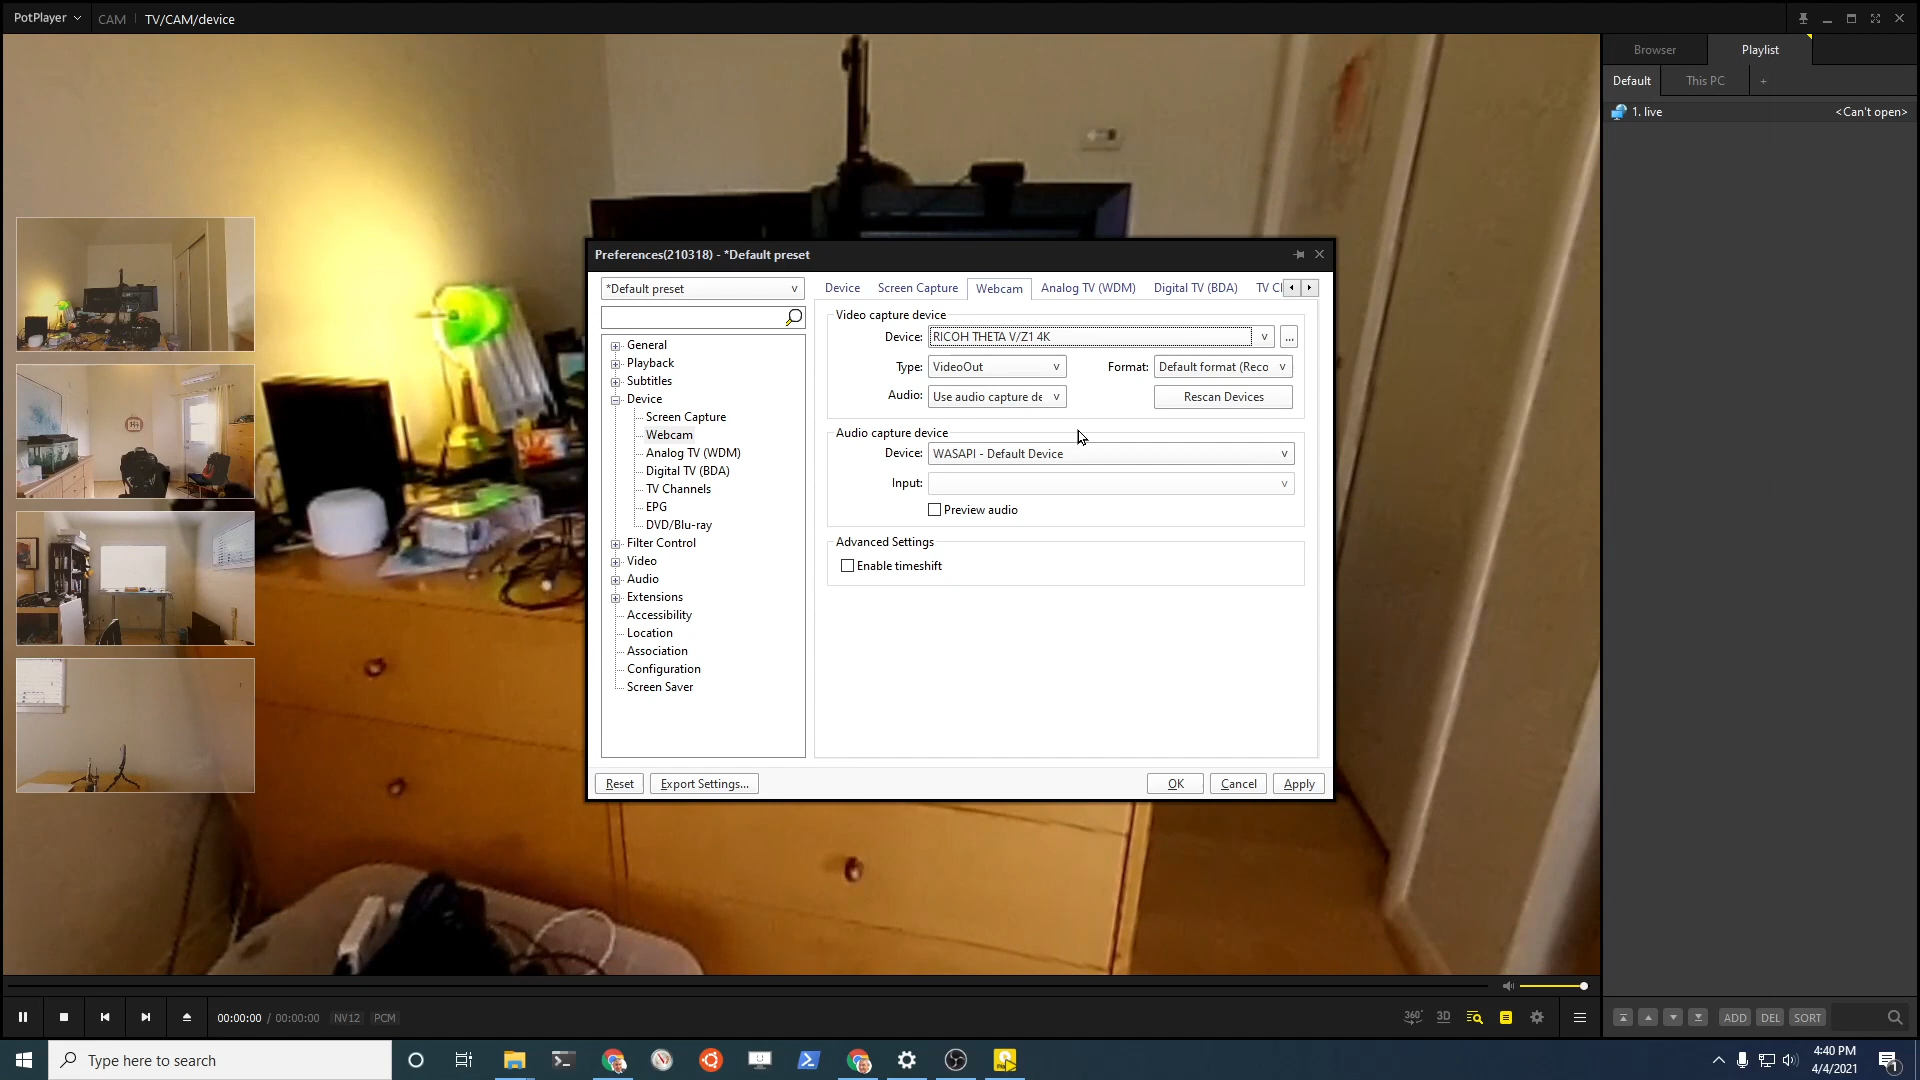 PotPlayer
CAM
TV/CAM/device
Browser
Playlist
Default
This PC
+
1. live
<Can't open>
Preferences(210318) - *Default preset
*Default preset
Device
Screen Capture
Webcam
Analog TV (WDM)
Digital TV (BDA)
TV Cl
General
Playback
Subtitles
Device
Screen Capture
Webcam
Analog TV (WDM)
Digital TV (BDA)
TV Channels
EPG
DVD/Blu-ray
Filter Control
Video
Audio
Extensions
Accessibility
Location
Association
Configuration
Screen Saver
Video capture device
Device: RICOH THETA V/Z1 4K
...
Type: VideoOut
Format: Default format (Reco
Audio: Use audio capture de
Rescan Devices
Audio capture device
Device: WASAPI - Default Device
Input:
Preview audio
Advanced Settings
Enable timeshift
Reset
Export Settings...
OK
Cancel
Apply
00:00:00 / 00:00:00 NV12 PCM
360°
3D
ADD
DEL
SORT
Type here to search
4:40 PM
4/4/2021
1